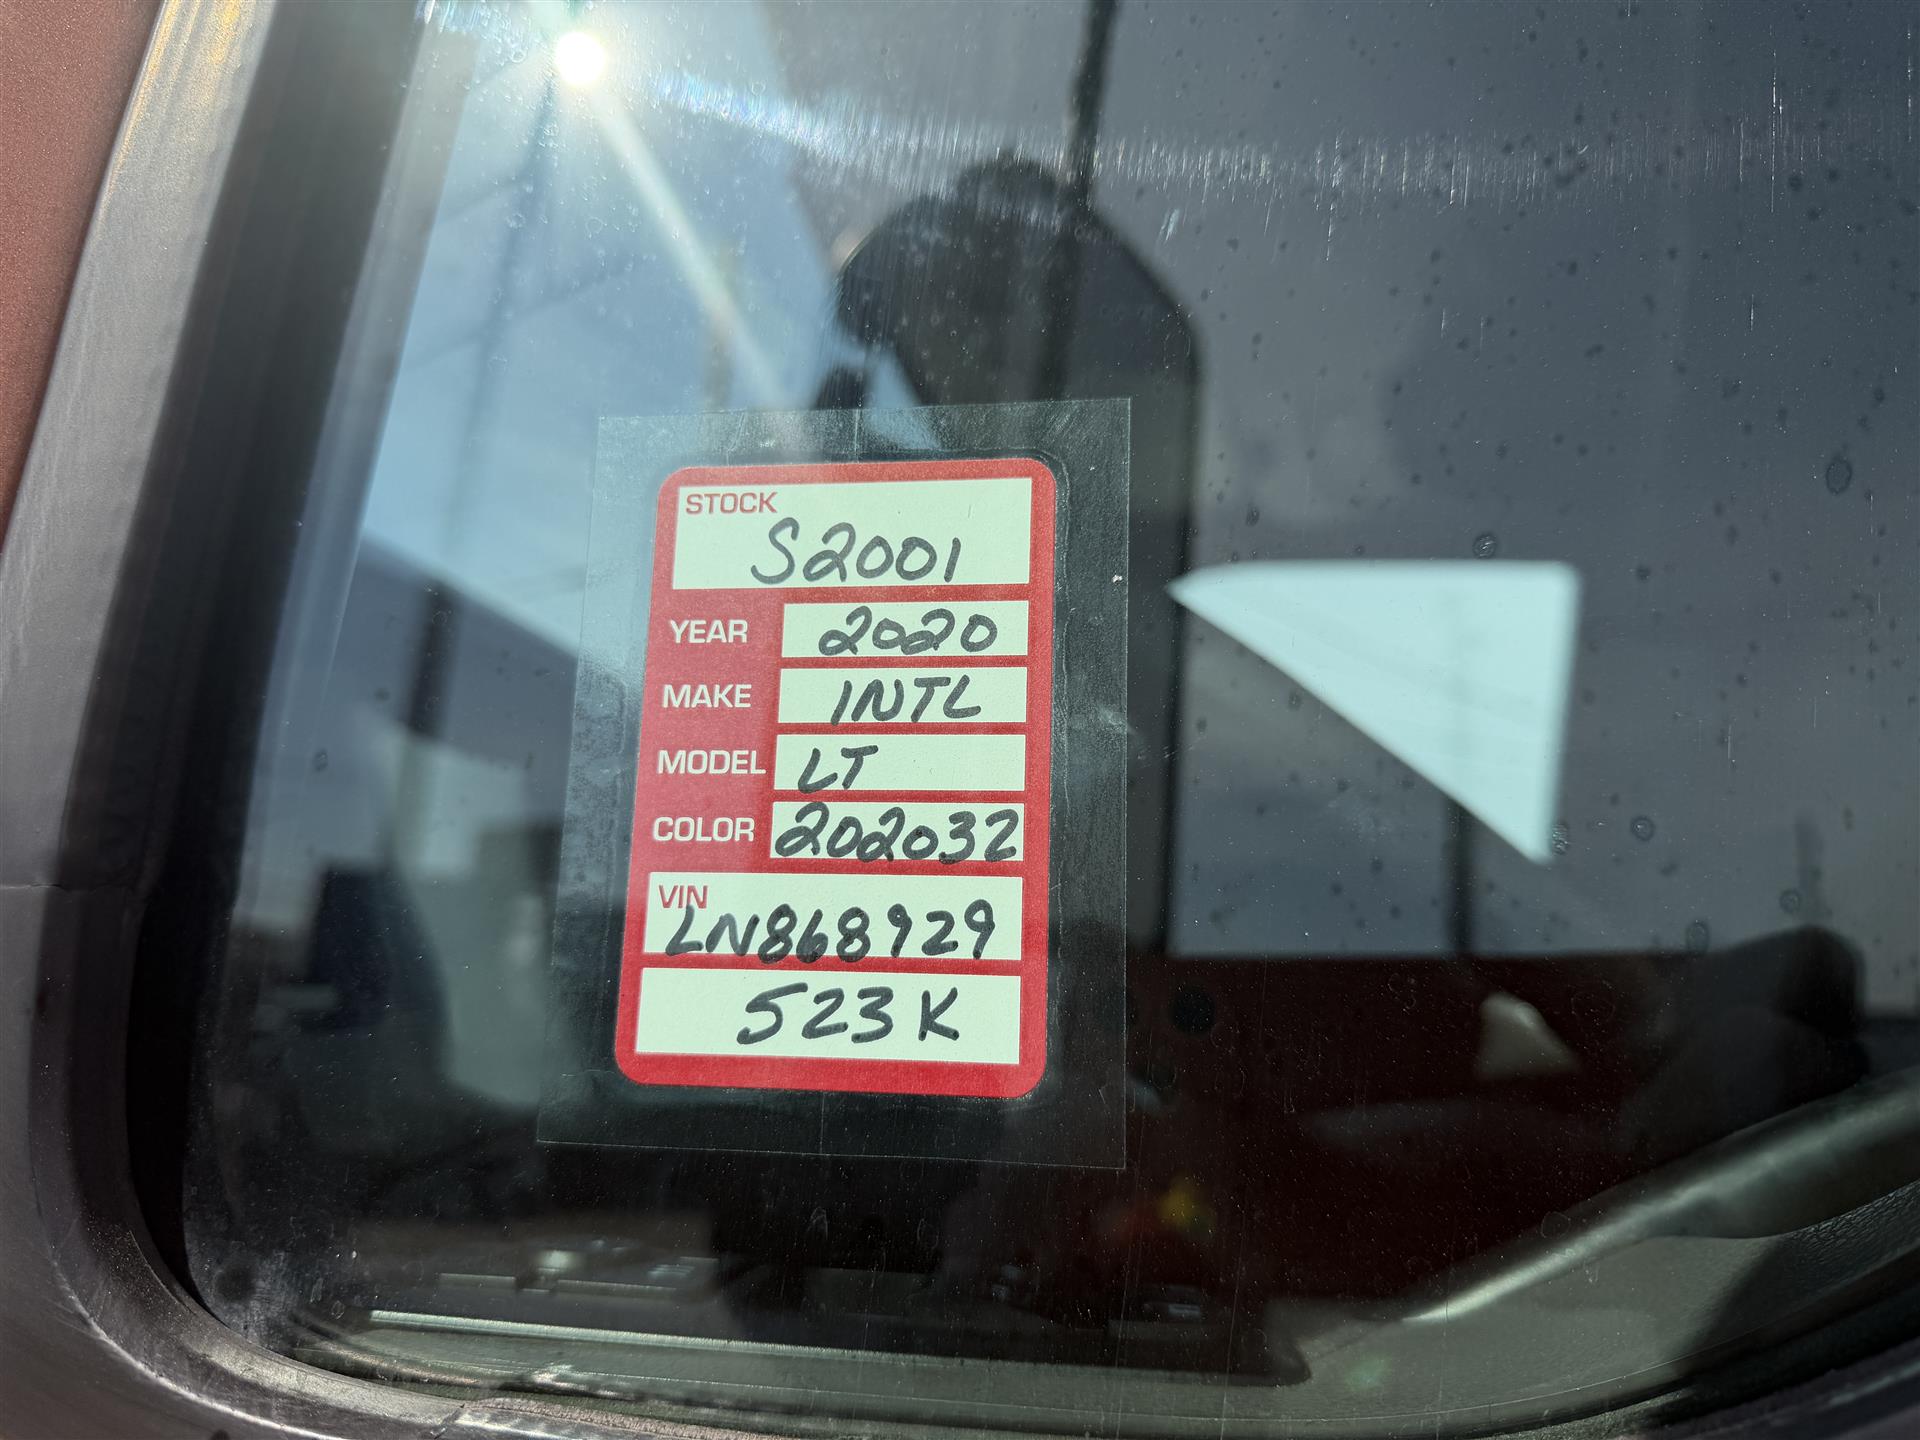 STOCK
S2001
YEAR 2020
MAKE INTL
MODEL LT
COLOR 202032
VIN
LN868929
523K